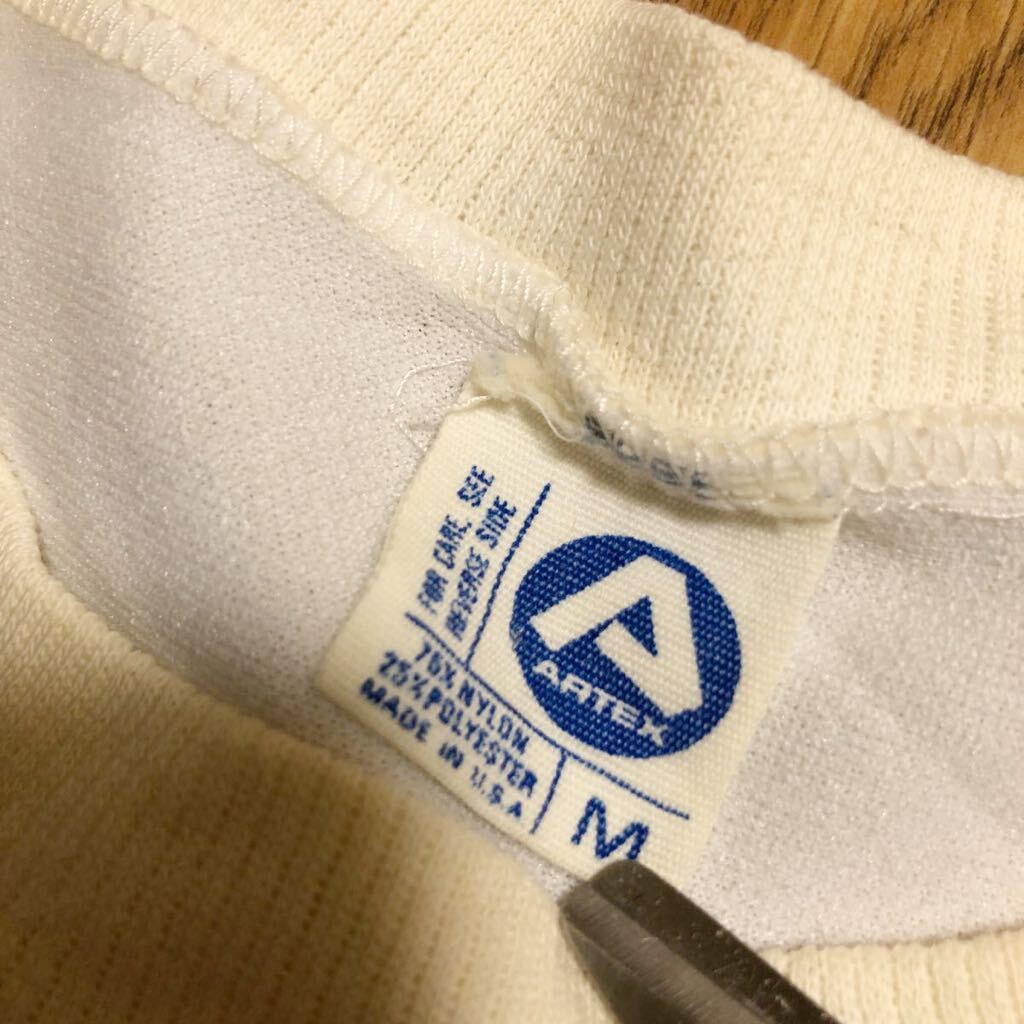 FOR CARE, SEE
REVERSE SIDE
ARTEX
75% NYLON
25% POLYESTER
MADE IN U.S.A
M